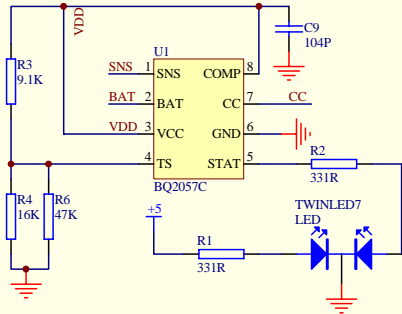 VDD
C9
104P
U1
R3
9.1K
SNS
1
SNS
COMP
8
BAT
2
BAT
CC
7
CC
VDD
3
VCC
GND
6
4
TS
STAT
5
R2
331R
BQ2057C
R4
16K
R6
47K
+5
R1
331R
TWINLED7
LED